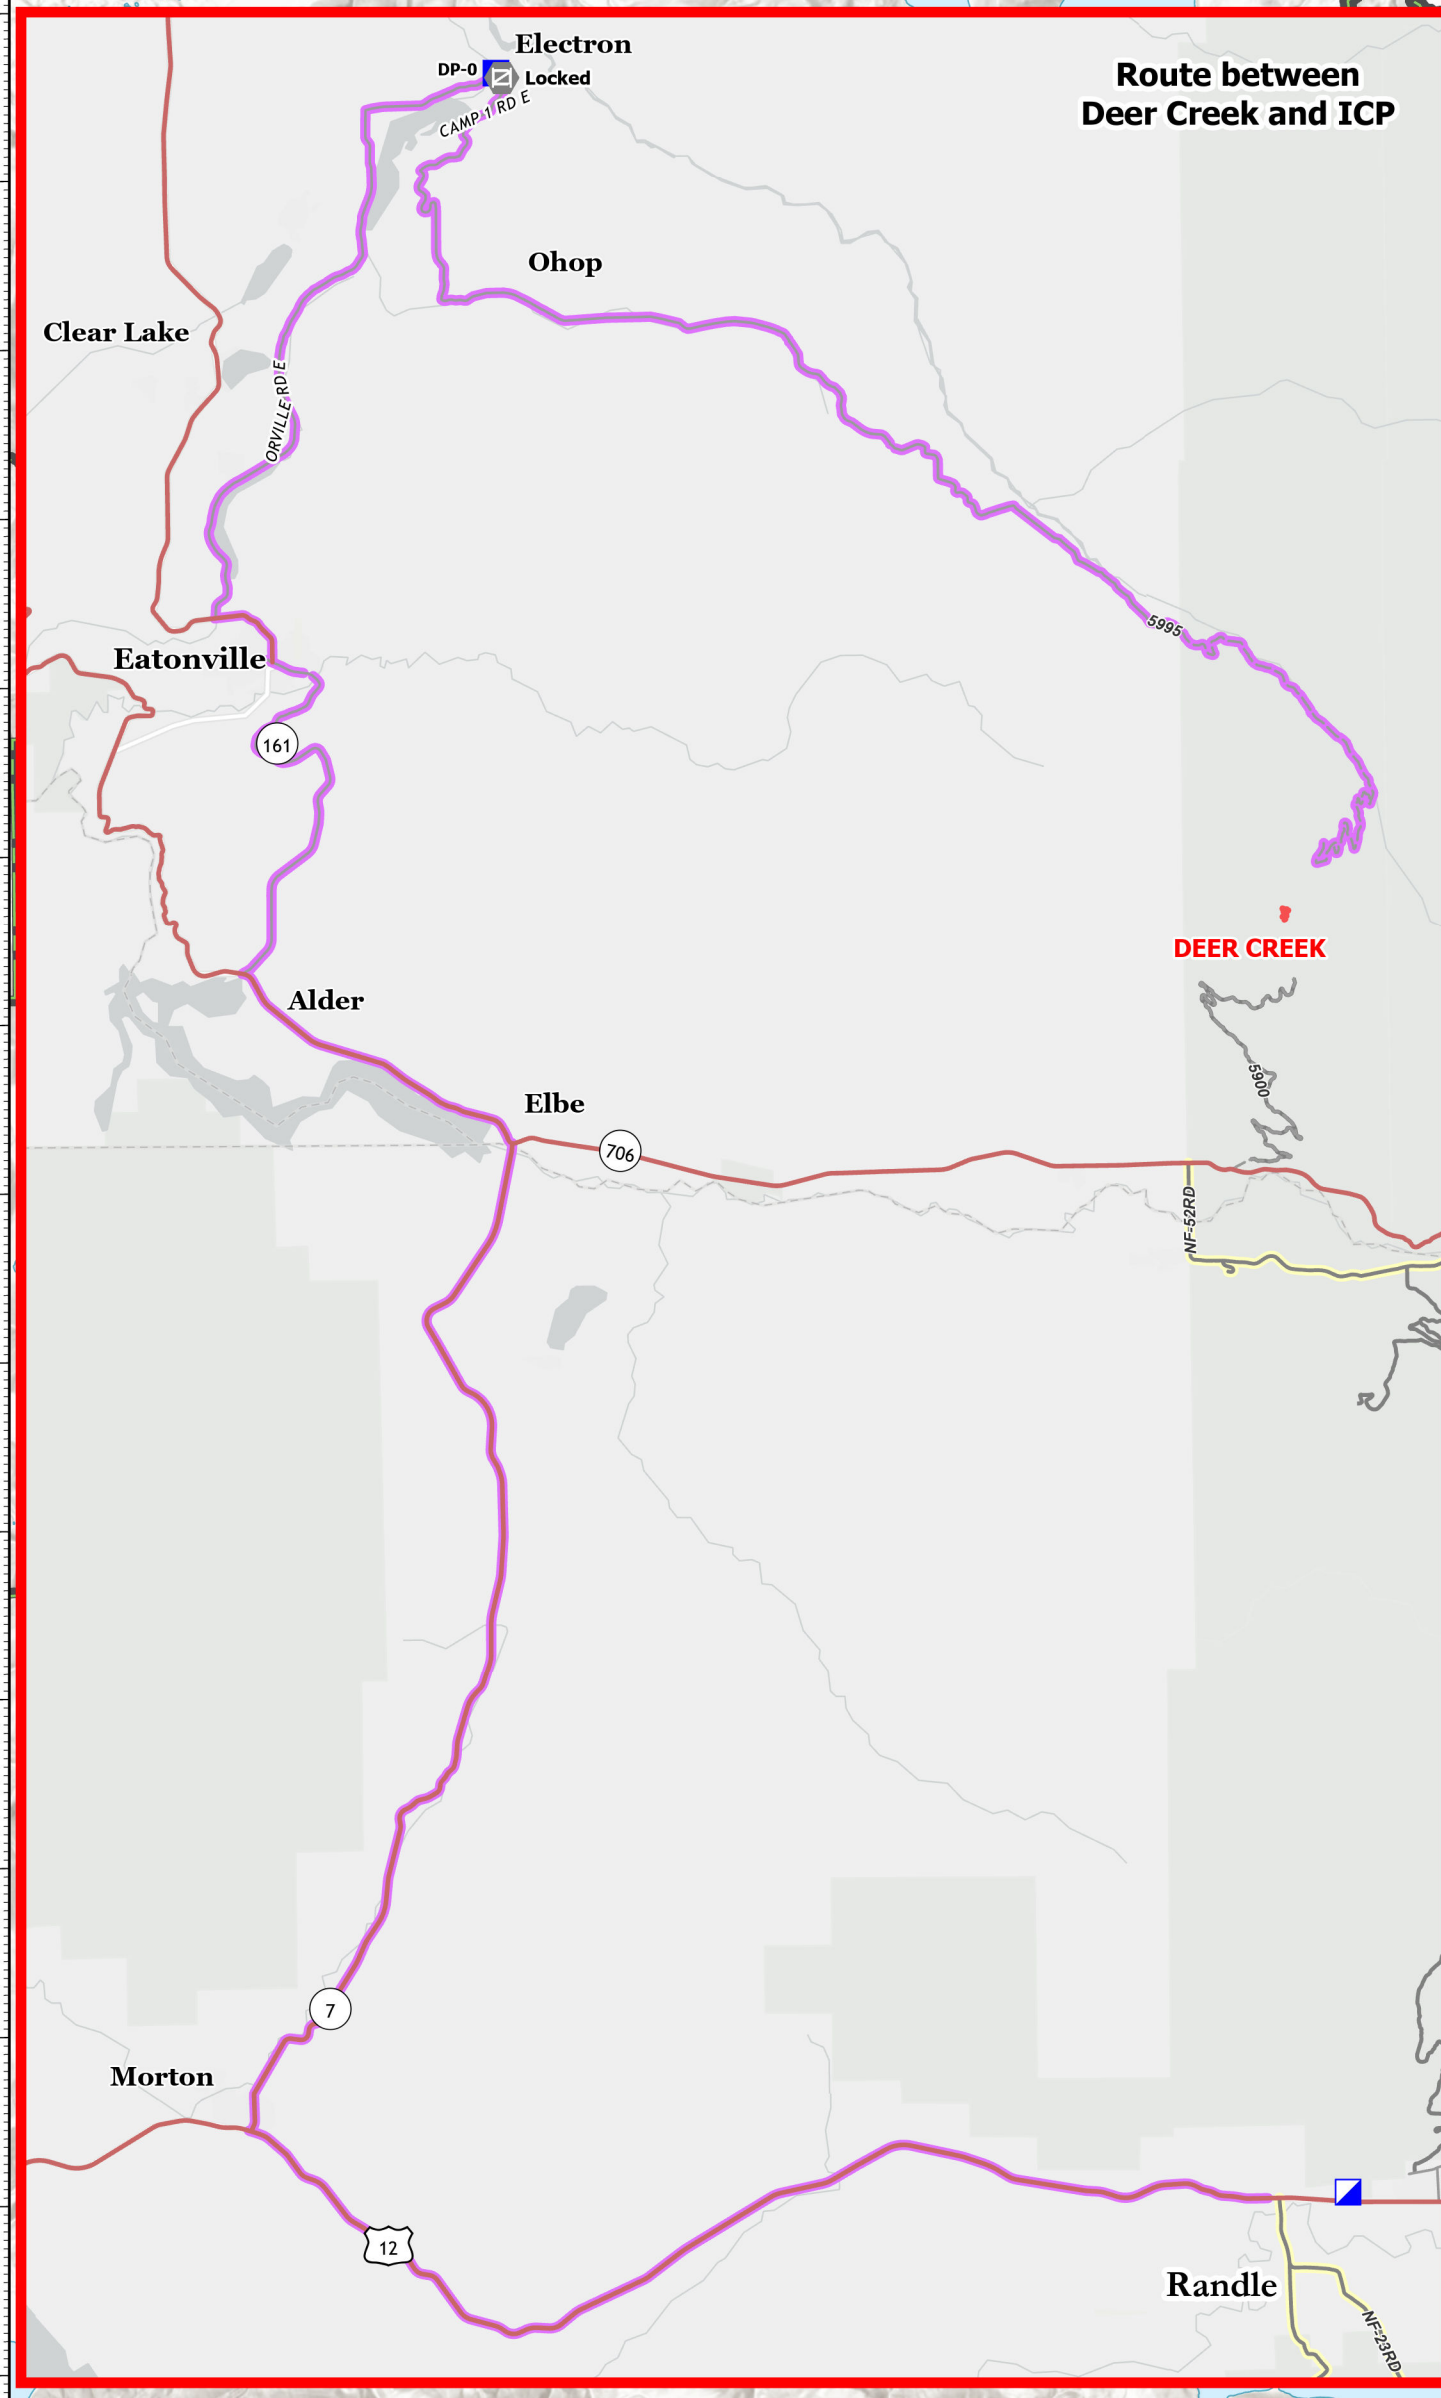 Electron
DP-0
Locked
Route between
Deer Creek and ICP
CAMP 1 RD E
Ohop
Clear Lake
ORVILLE RD E
5995
Eatonville
161
DEER CREEK
Alder
5900
Elbe
706
NF-52RD
7
Morton
12
Randle
NF-23RD